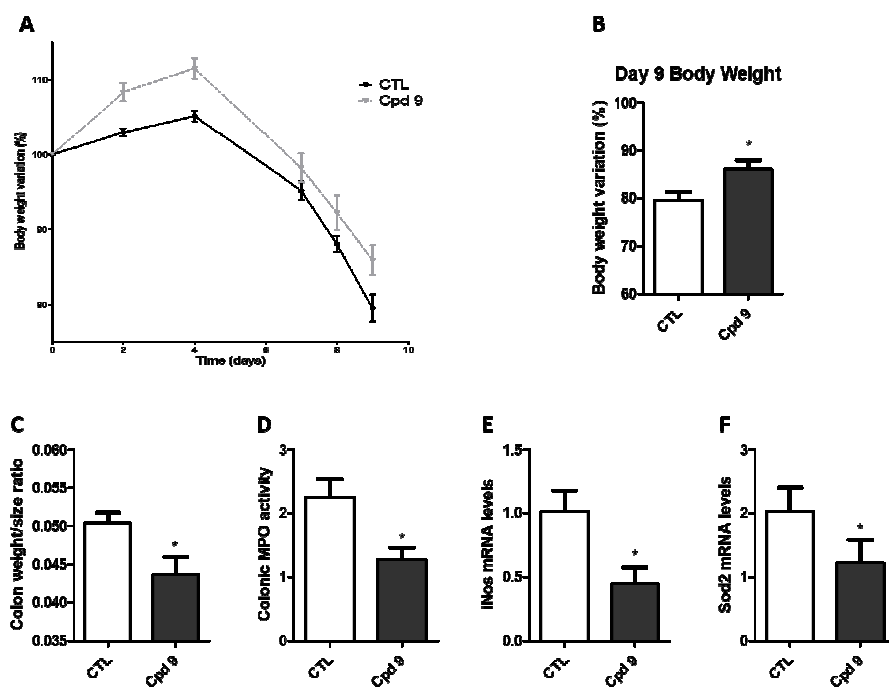 A
110
100
90
80
0
2
4
6
8
10
Body weight variation (%)
Time (days)
CTL
Cpd 9
B
Day 9 Body Weight
100
90
80
70
60
Body weight variation (%)
*
CTL
Cpd 9
C
0.060
0.055
0.050
0.045
0.040
0.035
Colon weight/size ratio
*
CTL
Cpd 9
D
3
2
1
0
Colonic MPO activity
*
CTL
Cpd 9
E
1.5
1.0
0.5
0.0
iNos mRNA levels
*
CTL
Cpd 9
F
3
2
1
0
Sod2 mRNA levels
*
CTL
Cpd 9